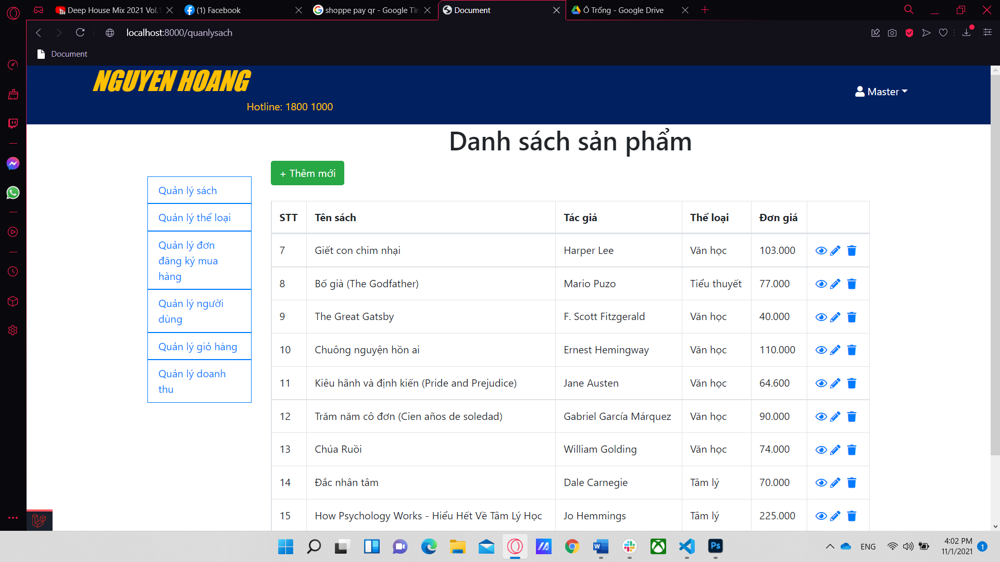 Deep House Mix 2021 Vol.1
(1) Facebook
shoppe pay qr - Google Tìn
Document
Ô Trống - Google Drive
localhost:8000/quanlysach
Document
NGUYEN HOANG
Hotline: 1800 1000
Master
Danh sách sản phẩm
+ Thêm mới
Quản lý sách
Quản lý thể loại
Quản lý đơn
đăng ký mua
hàng
Quản lý người
dùng
Quản lý giỏ hàng
Quản lý doanh
thu
STT Tên sách Tác giả Thể loại Đơn giá
7 Giết con chim nhại Harper Lee Văn học 103.000
8 Bố già (The Godfather) Mario Puzo Tiểu thuyết 77.000
9 The Great Gatsby F. Scott Fitzgerald Văn học 40.000
10 Chuông nguyện hồn ai Ernest Hemingway Văn học 110.000
11 Kiêu hãnh và định kiến (Pride and Prejudice) Jane Austen Văn học 64.600
12 Trăm năm cô đơn (Cien años de soledad) Gabriel García Márquez Văn học 90.000
13 Chúa Ruồi William Golding Văn học 74.000
14 Đắc nhân tâm Dale Carnegie Tâm lý 70.000
15 How Psychology Works - Hiểu Hết Về Tâm Lý Học Jo Hemmings Tâm lý 225.000
W
Ps
ENG
4:02 PM
11/1/2021
1